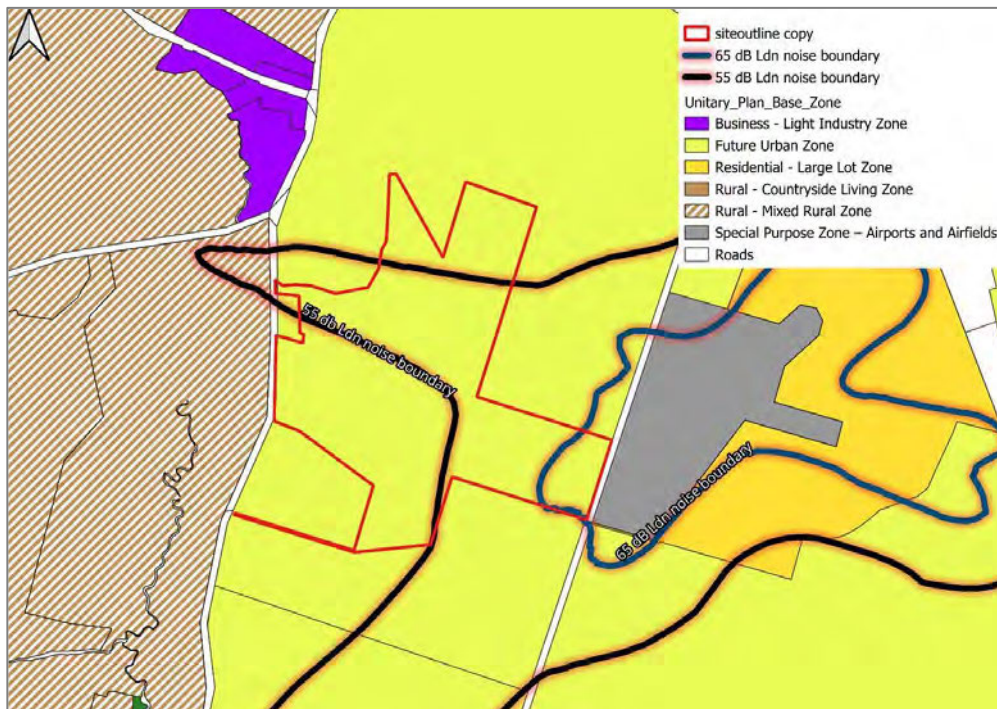 siteoutline copy
65 dB Ldn noise boundary
55 dB Ldn noise boundary
Unitary_Plan_Base_Zone
Business - Light Industry Zone
Future Urban Zone
Residential - Large Lot Zone
Rural - Countryside Living Zone
Rural - Mixed Rural Zone
Special Purpose Zone – Airports and Airfields
Roads
55 db Ldn noise boundary
65 dB Ldn noise boundary